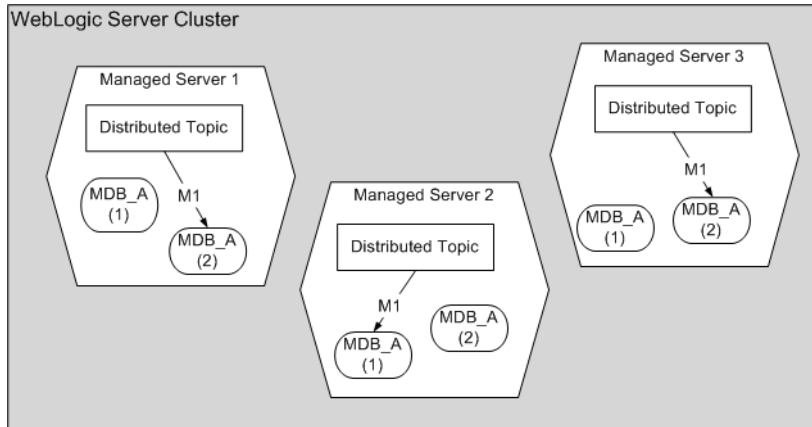 WebLogic Server Cluster
Managed Server 1
Distributed Topic
M1
MDB_A
(1)
MDB_A
(2)
Managed Server 2
Distributed Topic
M1
MDB_A
(1)
MDB_A
(2)
Managed Server 3
Distributed Topic
M1
MDB_A
(1)
MDB_A
(2)